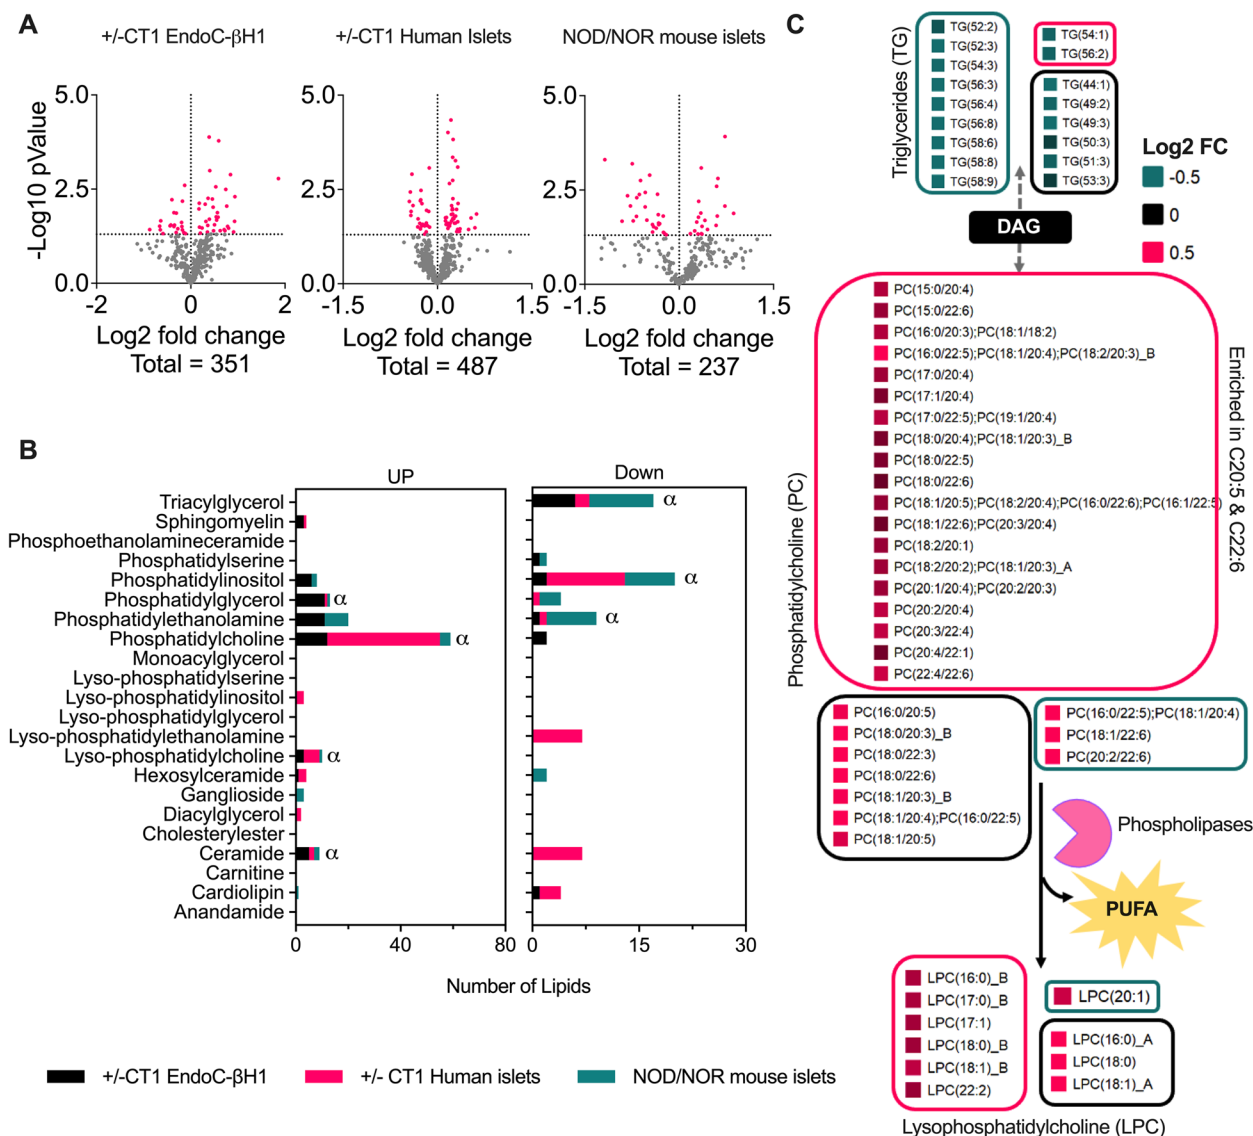 A
+/-CT1 EndoC-βH1
+/-CT1 Human Islets
NOD/NOR mouse islets
-Log10 pValue
5.0
2.5
0.0
-2
0
2
Log2 fold change
Total = 351
5.0
2.5
0.0
-1.5
0.0
1.5
Log2 fold change
Total = 487
5.0
2.5
0.0
-1.5
0.0
1.5
Log2 fold change
Total = 237
B
UP
Down
Triacylglycerol
Sphingomyelin
Phosphoethanolamineceramide
Phosphatidylserine
Phosphatidylinositol
Phosphatidylglycerol
Phosphatidylethanolamine
Phosphatidylcholine
Monoacylglycerol
Lyso-phosphatidylserine
Lyso-phosphatidylinositol
Lyso-phosphatidylglycerol
Lyso-phosphatidylethanolamine
Lyso-phosphatidylcholine
Hexosylceramide
Ganglioside
Diacylglycerol
Cholesterylester
Ceramide
Carnitine
Cardiolipin
Anandamide
α
α
α
α
α
α
α
0
40
80
0
15
30
Number of Lipids
+/-CT1 EndoC-βH1
+/- CT1 Human islets
NOD/NOR mouse islets
C
Triglycerides (TG)
TG(52:2)
TG(52:3)
TG(54:3)
TG(56:3)
TG(56:4)
TG(56:8)
TG(58:6)
TG(58:8)
TG(58:9)
TG(54:1)
TG(56:2)
TG(44:1)
TG(49:2)
TG(49:3)
TG(50:3)
TG(51:3)
TG(53:3)
Log2 FC
-0.5
0
0.5
DAG
Phosphatidylcholine (PC)
PC(15:0/20:4)
PC(15:0/22:6)
PC(16:0/20:3);PC(18:1/18:2)
PC(16:0/22:5);PC(18:1/20:4);PC(18:2/20:3)_B
PC(17:0/20:4)
PC(17:1/20:4)
PC(17:0/22:5);PC(19:1/20:4)
PC(18:0/20:4);PC(18:1/20:3)_B
PC(18:0/22:5)
PC(18:0/22:6)
PC(18:1/20:5);PC(18:2/20:4);PC(16:0/22:6);PC(16:1/22:5)
PC(18:1/22:6);PC(20:3/20:4)
PC(18:2/20:1)
PC(18:2/20:2);PC(18:1/20:3)_A
PC(20:1/20:4);PC(20:2/20:3)
PC(20:2/20:4)
PC(20:3/22:4)
PC(20:4/22:1)
PC(22:4/22:6)
Enriched in C20:5 & C22:6
PC(16:0/20:5)
PC(18:0/20:3)_B
PC(18:0/22:3)
PC(18:0/22:6)
PC(18:1/20:3)_B
PC(18:1/20:4);PC(16:0/22:5)
PC(18:1/20:5)
PC(16:0/22:5);PC(18:1/20:4)
PC(18:1/22:6)
PC(20:2/22:6)
Phospholipases
PUFA
LPC(16:0)_B
LPC(17:0)_B
LPC(17:1)
LPC(18:0)_B
LPC(18:1)_B
LPC(22:2)
LPC(20:1)
LPC(16:0)_A
LPC(18:0)
LPC(18:1)_A
Lysophosphatidylcholine (LPC)